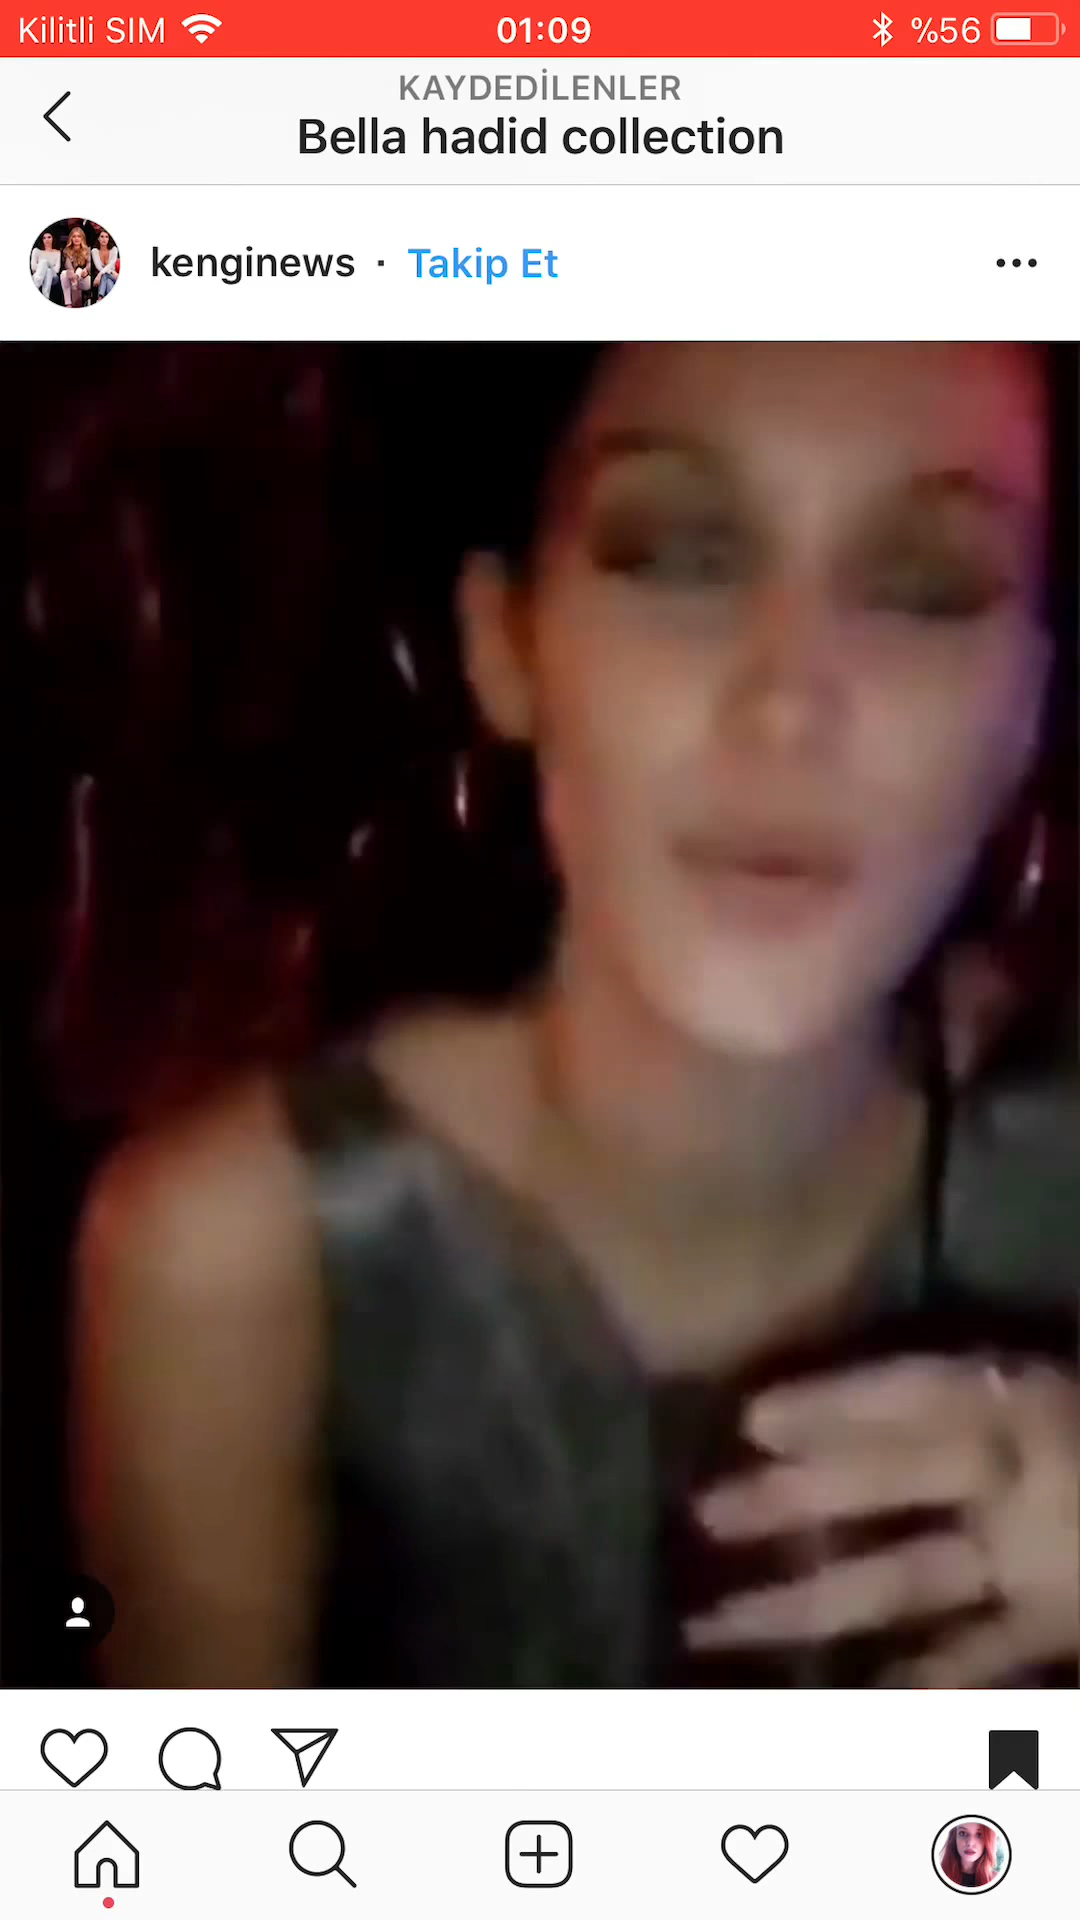 Kilitli SIM 01:09 %56
KAYDEDİLENLER
Bella hadid collection
kenginews · Takip Et